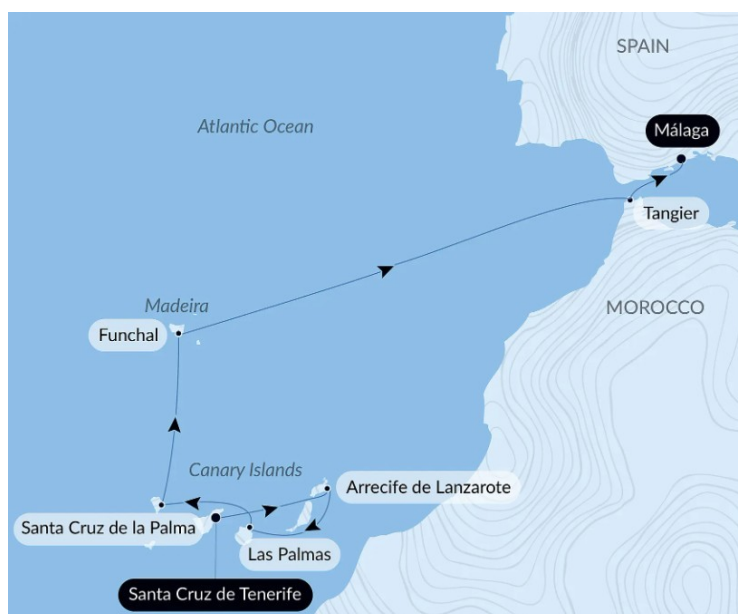 SPAIN
Atlantic Ocean
Málaga
Tangier
Madeira
MOROCCO
Funchal
Canary Islands
Arrecife de Lanzarote
Santa Cruz de la Palma
Las Palmas
Santa Cruz de Tenerife